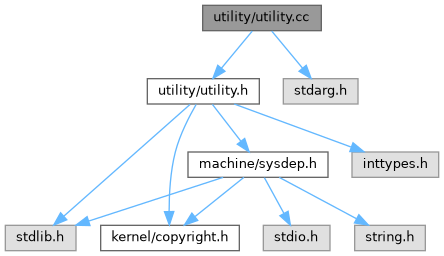 utility/utility.cc
utility/utility.h
stdarg.h
machine/sysdep.h
inttypes.h
stdlib.h
kernel/copyright.h
stdio.h
string.h